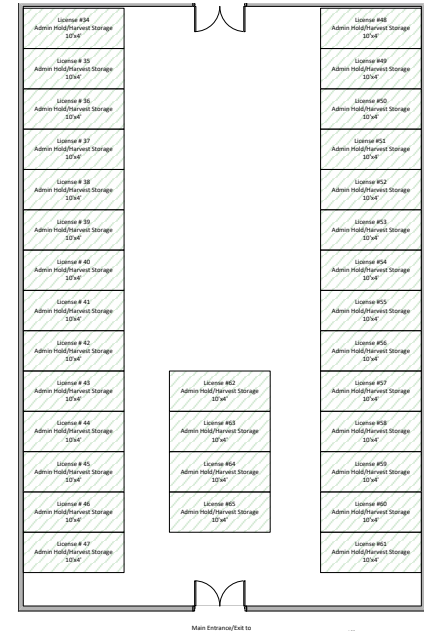 License #34
Admin Hold/Harvest Storage
10'x4'
License # 35
Admin Hold/Harvest Storage
10'x4'
License # 36
Admin Hold/Harvest Storage
10'x4'
License # 37
Admin Hold/Harvest Storage
10'x4'
License # 38
Admin Hold/Harvest Storage
10'x4'
License # 39
Admin Hold/Harvest Storage
10'x4'
License # 40
Admin Hold/Harvest Storage
10'x4'
License # 41
Admin Hold/Harvest Storage
10'x4'
License # 42
Admin Hold/Harvest Storage
10'x4'
License # 43
Admin Hold/Harvest Storage
10'x4'
License # 44
Admin Hold/Harvest Storage
10'x4'
License # 45
Admin Hold/Harvest Storage
10'x4'
License # 46
Admin Hold/Harvest Storage
10'x4'
License # 47
Admin Hold/Harvest Storage
10'x4'
License #62
Admin Hold/Harvest Storage
10'x4'
License #63
Admin Hold/Harvest Storage
10'x4'
License #64
Admin Hold/Harvest Storage
10'x4'
License #65
Admin Hold/Harvest Storage
10'x4'
License #48
Admin Hold/Harvest Storage
10'x4'
License #49
Admin Hold/Harvest Storage
10'x4'
License #50
Admin Hold/Harvest Storage
10'x4'
License #51
Admin Hold/Harvest Storage
10'x4'
License #52
Admin Hold/Harvest Storage
10'x4'
License #53
Admin Hold/Harvest Storage
10'x4'
License #54
Admin Hold/Harvest Storage
10'x4'
License #55
Admin Hold/Harvest Storage
10'x4'
License #56
Admin Hold/Harvest Storage
10'x4'
License #57
Admin Hold/Harvest Storage
10'x4'
License #58
Admin Hold/Harvest Storage
10'x4'
License #59
Admin Hold/Harvest Storage
10'x4'
License #60
Admin Hold/Harvest Storage
10'x4'
License #61
Admin Hold/Harvest Storage
10'x4'
Main Entrance/Exit to